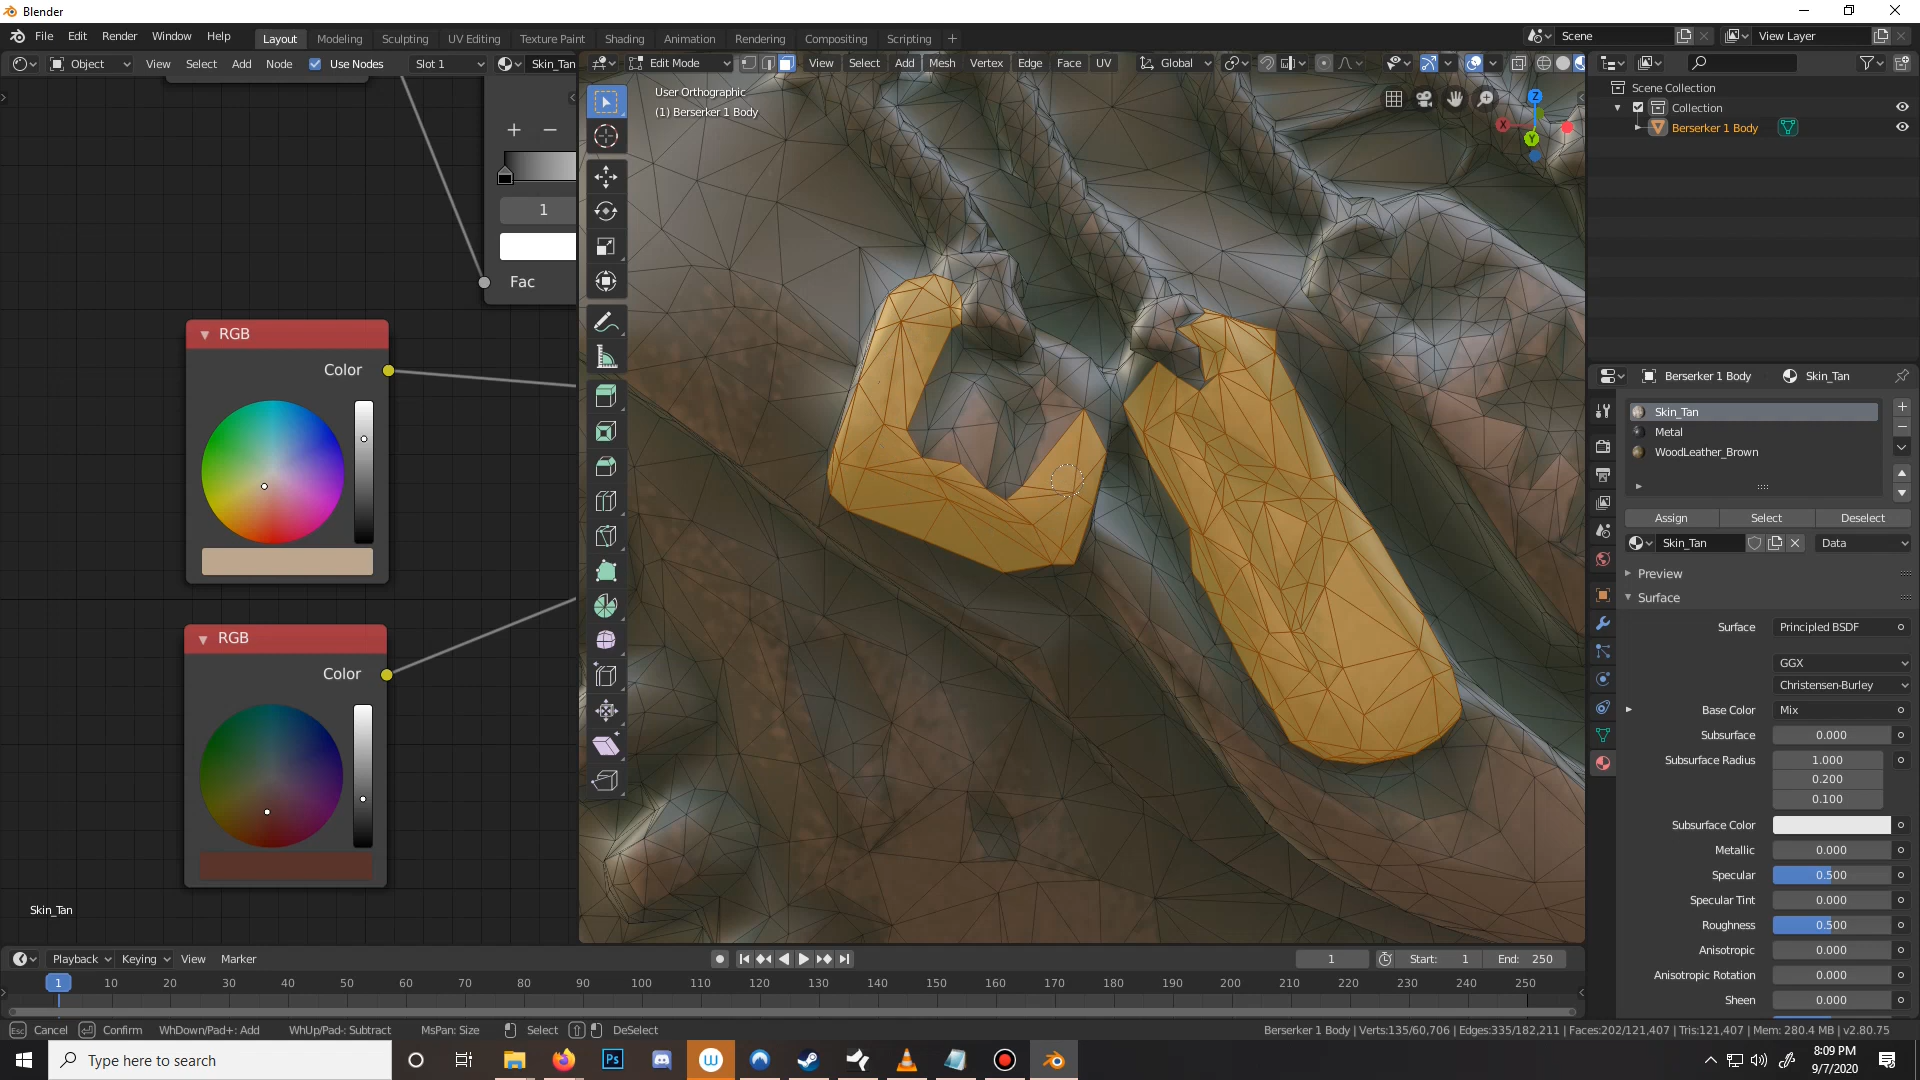 Blender
File Edit Render Window Help
Layout Modeling Sculpting UV Editing Texture Paint Shading Animation Rendering Compositing Scripting +
Scene
View Layer
Object View Select Add Node Use Nodes Slot 1 Skin_Tan
Edit Mode View Select Add Mesh Vertex Edge Face UV Global
User Orthographic
(1) Berserker 1 Body
Z
X
Y
Scene Collection
Collection
Berserker 1 Body
1
Fac
RGB
Color
RGB
Color
Skin_Tan
Berserker 1 Body Skin_Tan
Skin_Tan
Metal
WoodLeather_Brown
Assign Select Deselect
Skin_Tan Data
Preview
Surface
Surface Principled BSDF
GGX
Christensen-Burley
Base Color Mix
Subsurface 0.000
Subsurface Radius 1.000
0.200
0.100
Subsurface Color
Metallic 0.000
Specular 0.500
Specular Tint 0.000
Roughness 0.500
Anisotropic 0.000
Anisotropic Rotation 0.000
Sheen 0.000
Playback Keying View Marker
1 Start: 1 End: 250
1 10 20 30 40 50 60 70 80 90 100 110 120 130 140 150 160 170 180 190 200 210 220 230 240 250
Esc Cancel Confirm WhDown/Pad+: Add WhUp/Pad-: Subtract MsPan: Size Select DeSelect
Berserker 1 Body | Verts:135/60,706 | Edges:335/182,211 | Faces:202/121,407 | Tris:121,407 | Mem: 280.4 MB | v2.80.75
Type here to search
Ps
W
8:09 PM
9/7/2020